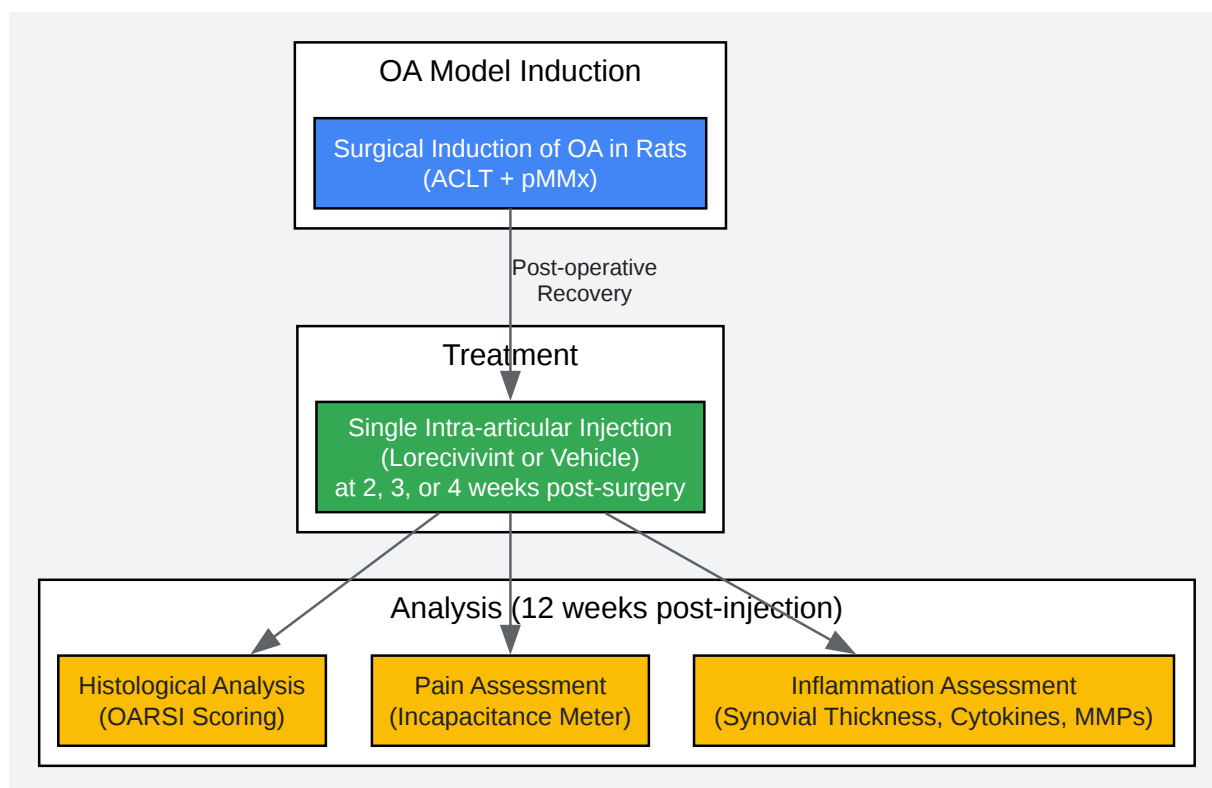 OA Model Induction
Surgical Induction of OA in Rats
(ACLT + pMMx)
Post-operative
Recovery
Treatment
Single Intra-articular Injection
(Lorecivivint or Vehicle)
at 2, 3, or 4 weeks post-surgery
Analysis (12 weeks post-injection)
Histological Analysis
(OARSI Scoring)
Pain Assessment
(Incapacitance Meter)
Inflammation Assessment
(Synovial Thickness, Cytokines, MMPs)